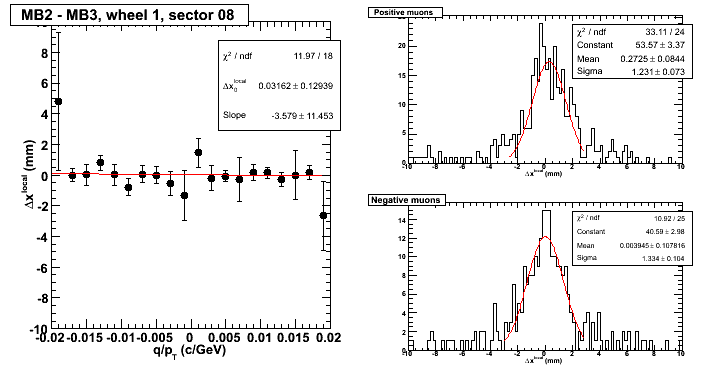 MB2 - MB3, wheel 1, sector 08
χ² / ndf 11.97 / 18
Δx₀^local 0.03162 ± 0.12939
Slope -3.579 ± 11.453
Δx^local (mm)
10
8
6
4
2
0
-2
-4
-6
-8
-10
-0.02 -0.015 -0.01 -0.005 0 0.005 0.01 0.015 0.02
q/p_T (c/GeV)
Positive muons
χ² / ndf 33.11 / 24
Constant 53.57 ± 3.37
Mean 0.2725 ± 0.0844
Sigma 1.231 ± 0.073
25
20
15
10
5
0
-10 -8 -6 -4 -2 0 2 4 6 8 10
Δx^local (mm)
Negative muons
χ² / ndf 10.92 / 25
Constant 40.59 ± 2.98
Mean 0.003945 ± 0.107816
Sigma 1.334 ± 0.104
14
12
10
8
6
4
2
0
-10 -8 -6 -4 -2 0 2 4 6 8 10
Δx^local (mm)